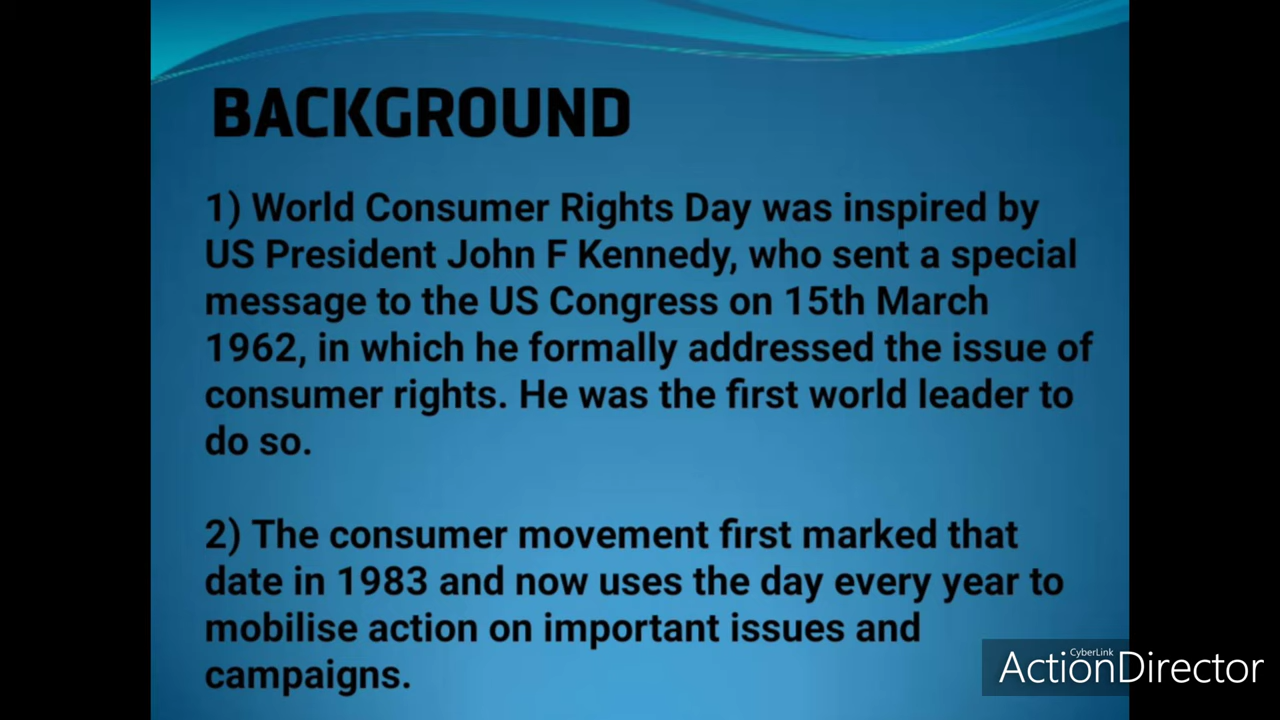 BACKGROUND
1) World Consumer Rights Day was inspired by
US President John F Kennedy, who sent a special
message to the US Congress on 15th March
1962, in which he formally addressed the issue of
consumer rights. He was the first world leader to
do so.
2) The consumer movement first marked that
date in 1983 and now uses the day every year to
mobilise action on important issues and
campaigns.
CyberLink
ActionDirector